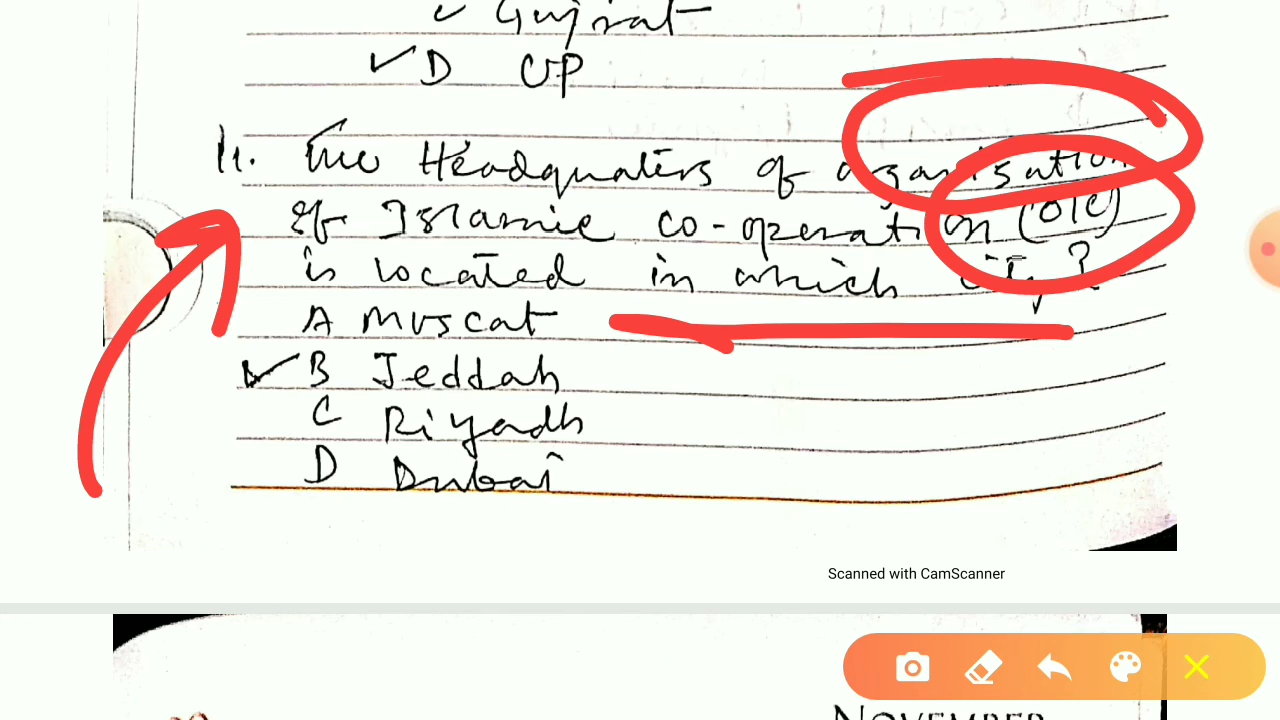 C Gujrat
D UP
11. The Headquaters of organisation
of Islamic co-operation (OIC)
is located in which city?
A Muscat
B Jeddah
C Riyadh
D Dubai
Scanned with CamScanner
NOVEMBER